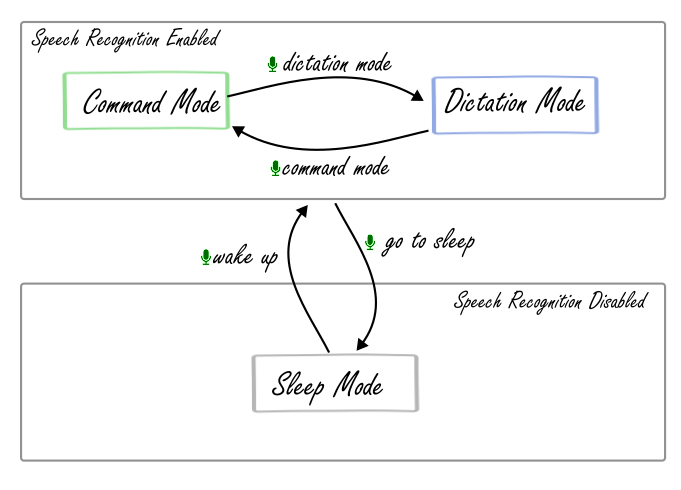 Speech Recognition Enabled
dictation mode
Command Mode
Dictation Mode
command mode
wake up
go to sleep
Speech Recognition Disabled
Sleep Mode